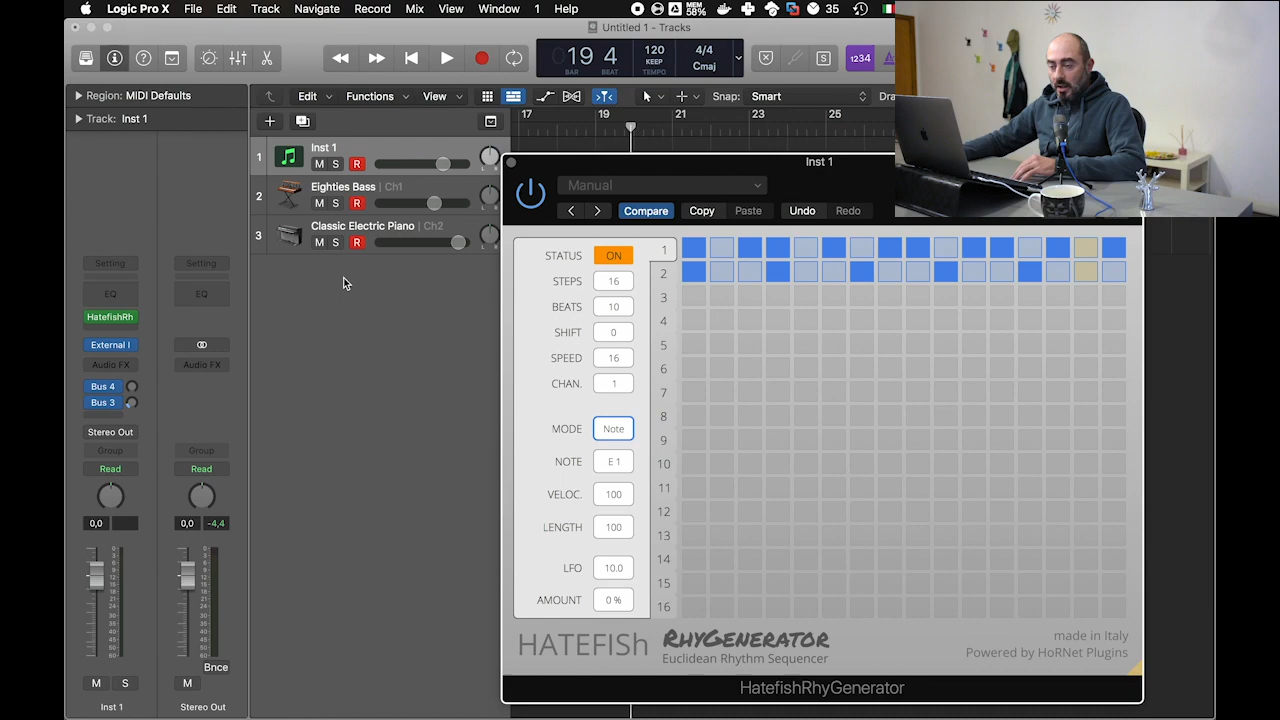 Logic Pro X File Edit Track Navigate Record Mix View Window 1 Help MEM 58% 35
Untitled 1 - Tracks
19 4 120 4/4
KEEP Cmaj
BAR BEAT TEMPO
1234
Region: MIDI Defaults
Edit Functions View Snap: Smart Dra
Track: Inst 1
17 19 21 23 25
1 Inst 1
M S R
2 Eighties Bass | Ch1
M S R
3 Classic Electric Piano | Ch2
M S R
Setting Setting
EQ EQ
HatefishRh
External I
Audio FX Audio FX
Bus 4
Bus 3
Stereo Out
Group Group
Read Read
0,0 0,0 -4,4
Bnce
M S M
Inst 1 Stereo Out
Inst 1
Manual
Compare Copy Paste Undo Redo
STATUS ON
STEPS 16
BEATS 10
SHIFT 0
SPEED 16
CHAN. 1
MODE Note
NOTE E 1
VELOC. 100
LENGTH 100
LFO 10.0
AMOUNT 0 %
1
2
3
4
5
6
7
8
9
10
11
12
13
14
15
16
HATEFISh RHYGENERATOR
Euclidean Rhythm Sequencer
made in Italy
Powered by HoRNet Plugins
HatefishRhyGenerator